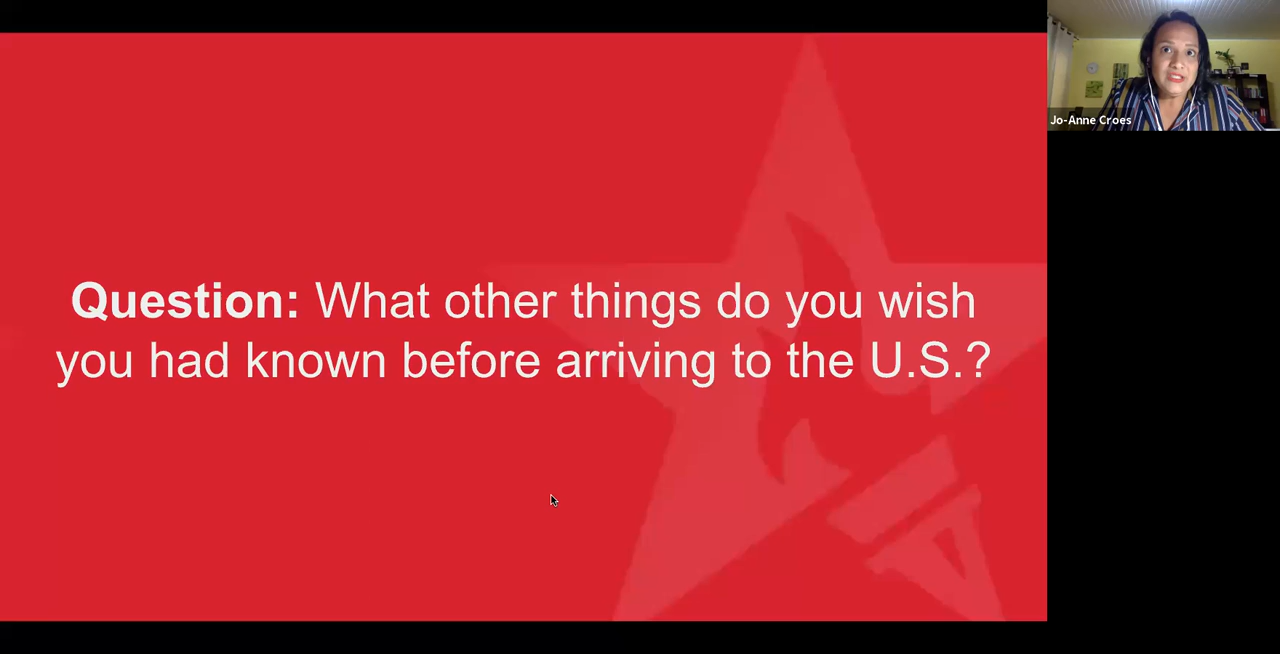 Question: What other things do you wish
you had known before arriving to the U.S.?
Jo-Anne Croes